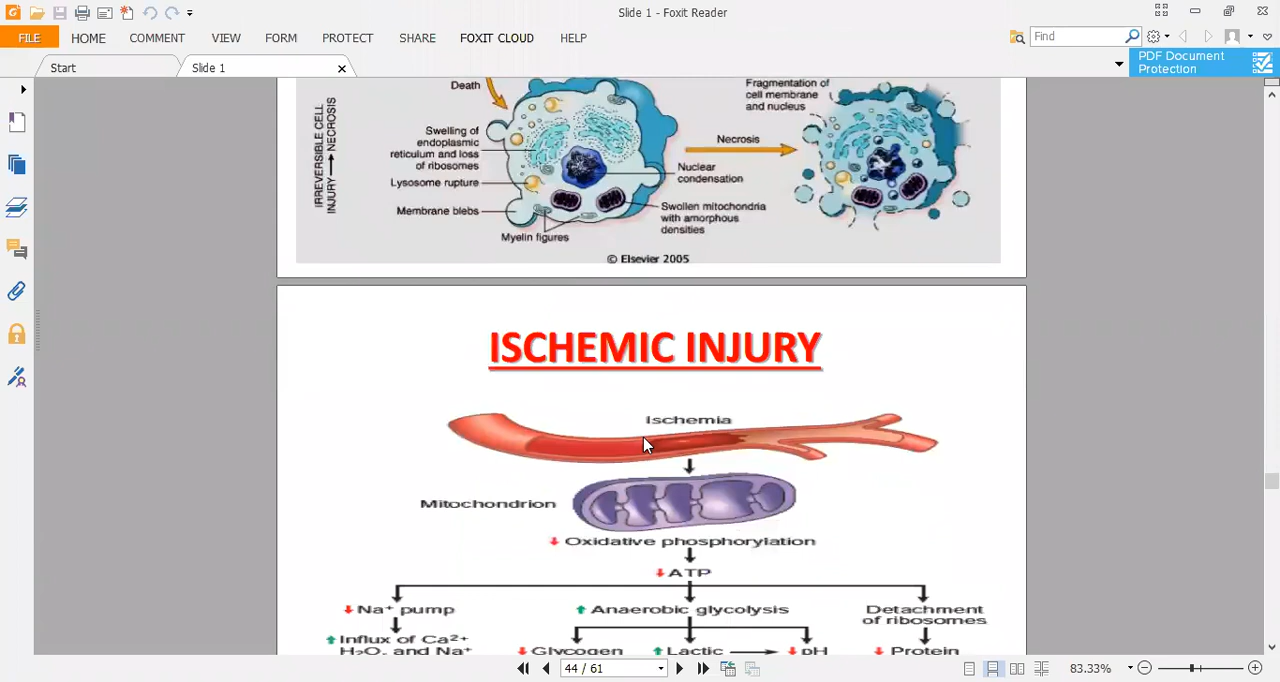 Slide 1 - Foxit Reader
FILE HOME COMMENT VIEW FORM PROTECT SHARE FOXIT CLOUD HELP
Find
Start
Slide 1
PDF Document
Protection
IRREVERSIBLE CELL
INJURY → NECROSIS
Death
Swelling of
endoplasmic
reticulum and loss
of ribosomes
Lysosome rupture
Membrane blebs
Myelin figures
Necrosis
Nuclear
condensation
Swollen mitochondria
with amorphous
densities
Fragmentation of
cell membrane
and nucleus
© Elsevier 2005
ISCHEMIC INJURY
Ischemia
Mitochondrion
↓ Oxidative phosphorylation
↓ ATP
↓ Na⁺ pump
↑ Influx of Ca²⁺
H₂O, and Na⁺
↑ Anaerobic glycolysis
↓ Glycogen
↑ Lactic
↓ pH
Detachment
of ribosomes
↓ Protein
44 / 61
83.33%